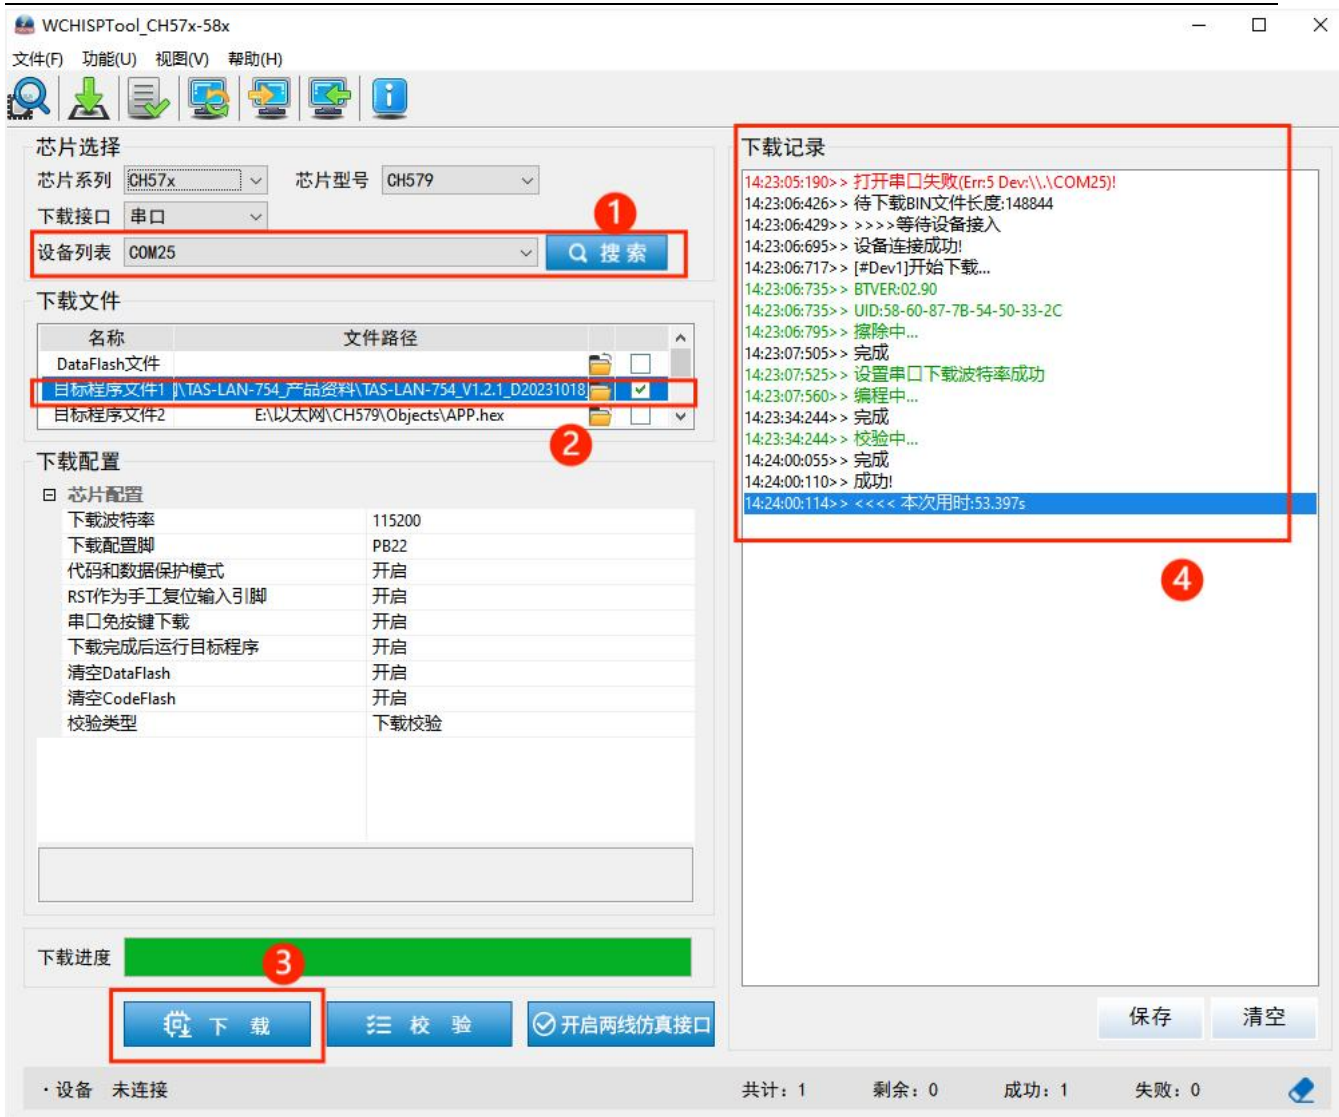 WCHISPTool_CH57x-58x
文件(F) 功能(U) 视图(V) 帮助(H)
芯片选择
芯片系列 CH57x 芯片型号 CH579
下载接口 串口
1
设备列表 COM25 搜索
下载文件
名称 文件路径
DataFlash文件
目标程序文件1 \TAS-LAN-754_产品资料\TAS-LAN-754_V1.2.1_D20231018
目标程序文件2 E:\以太网\CH579\Objects\APP.hex
2
下载配置
芯片配置
下载波特率 115200
下载配置脚 PB22
代码和数据保护模式 开启
RST作为手工复位输入引脚 开启
串口免按键下载 开启
下载完成后运行目标程序 开启
清空DataFlash 开启
清空CodeFlash 开启
校验类型 下载校验
下载进度
3
下 载 校 验 开启两线仿真接口
下载记录
14:23:05:190>> 打开串口失败(Err:5 Dev:\\.\COM25)!
14:23:06:426>> 待下载BIN文件长度:148844
14:23:06:429>> >>>>等待设备接入
14:23:06:695>> 设备连接成功!
14:23:06:717>> [#Dev1]开始下载...
14:23:06:735>> BTVER:02.90
14:23:06:735>> UID:58-60-87-7B-54-50-33-2C
14:23:06:795>> 擦除中...
14:23:07:505>> 完成
14:23:07:525>> 设置串口下载波特率成功
14:23:07:560>> 编程中...
14:23:34:244>> 完成
14:23:34:244>> 校验中...
14:24:00:055>> 完成
14:24:00:110>> 成功!
14:24:00:114>> <<<< 本次用时:53.397s
4
保存 清空
·设备 未连接 共计: 1 剩余: 0 成功: 1 失败: 0